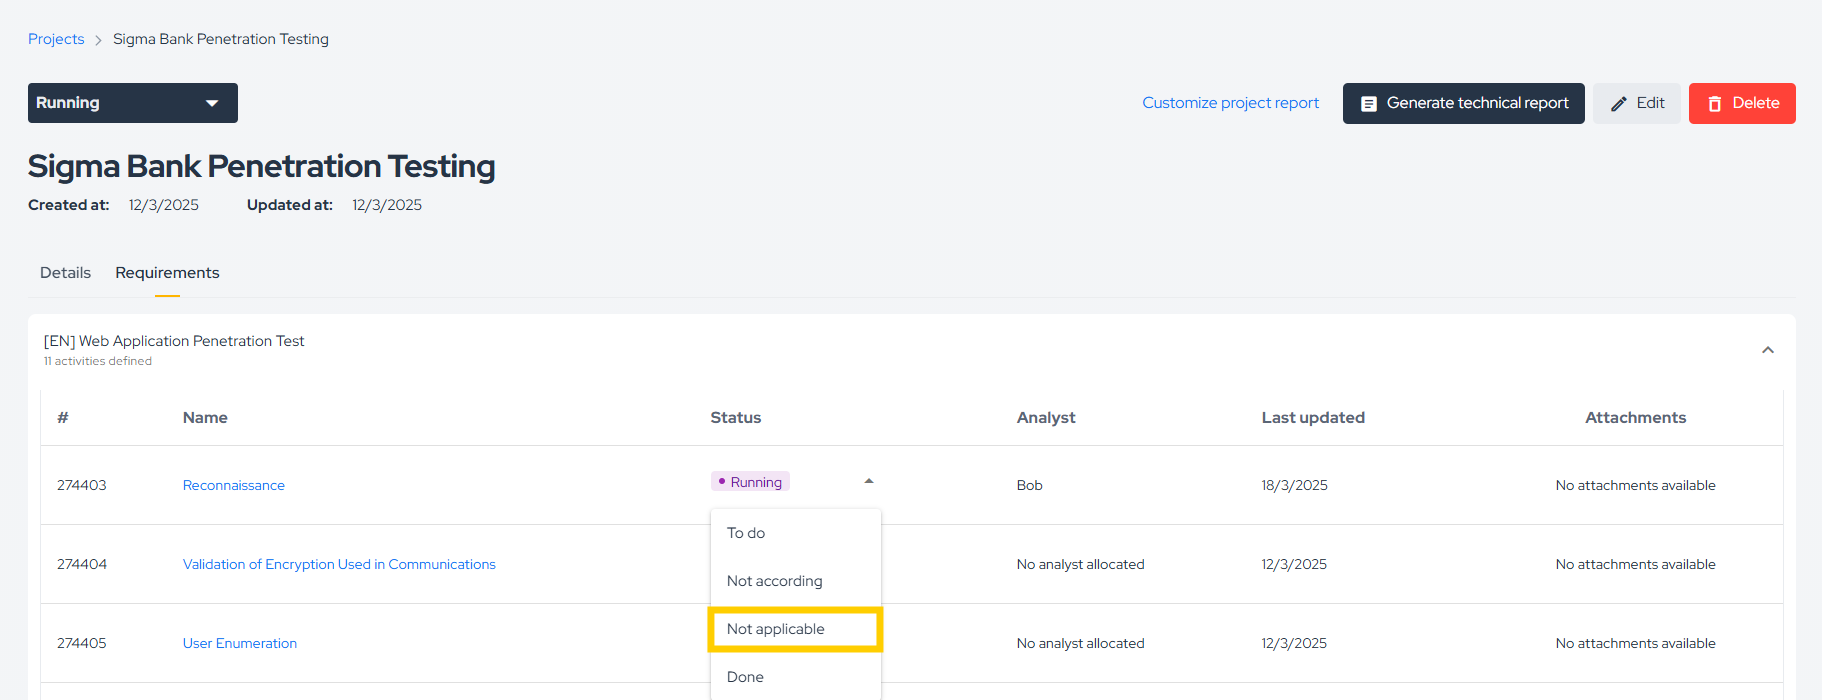 Projects > Sigma Bank Penetration Testing
Running
Customize project report
Generate technical report
Edit
Delete
Sigma Bank Penetration Testing
Created at: 12/3/2025 Updated at: 12/3/2025
Details Requirements
[EN] Web Application Penetration Test
11 activities defined
# Name Status Analyst Last updated Attachments
274403 Reconnaissance Running Bob 18/3/2025 No attachments available
To do
274404 Validation of Encryption Used in Communications No analyst allocated 12/3/2025 No attachments available
Not according
Not applicable
274405 User Enumeration No analyst allocated 12/3/2025 No attachments available
Done